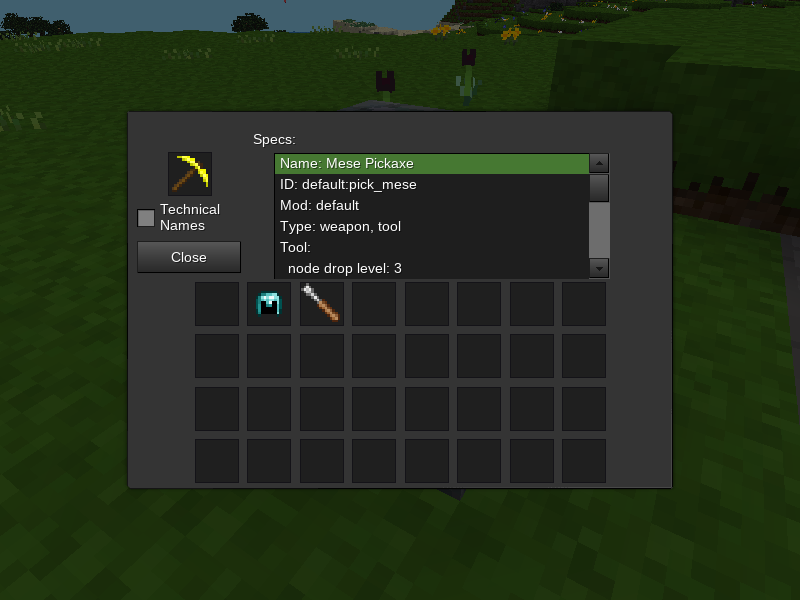 Specs:
Name: Mese Pickaxe
ID: default:pick_mese
Mod: default
Type: weapon, tool
Tool:
node drop level: 3
Technical
Names
Close